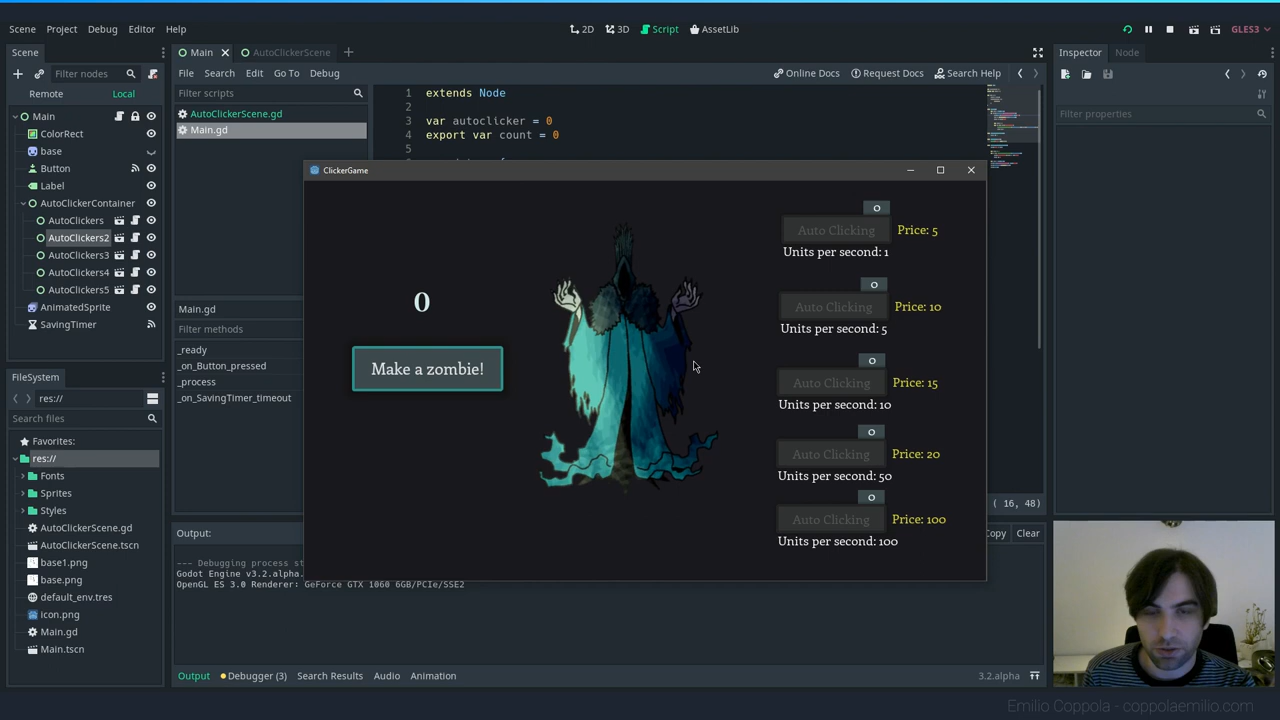 Scene Project Debug Editor Help
2D 3D Script AssetLib
GLES3
Scene
Main AutoClickerScene
Inspector Node
Filter nodes
File Search Edit Go To Debug
Online Docs Request Docs Search Help
Remote Local
Filter scripts
AutoClickerScene.gd
Main.gd
Filter properties
Main
ColorRect
base
Button
Label
AutoClickerContainer
AutoClickers
AutoClickers2
AutoClickers3
AutoClickers4
AutoClickers5
AnimatedSprite
SavingTimer
1 extends Node
2
3 var autoclicker = 0
4 export var count = 0
5
ClickerGame
0
Make a zombie!
0
Auto Clicking Price: 5
Units per second: 1
0
Auto Clicking Price: 10
Units per second: 5
0
Auto Clicking Price: 15
Units per second: 10
0
Auto Clicking Price: 20
Units per second: 50
0
Auto Clicking Price: 100
Units per second: 100
Main.gd
Filter methods
_ready
_on_Button_pressed
_process
_on_SavingTimer_timeout
( 16, 48)
FileSystem
res://
Search files
Favorites:
res://
Fonts
Sprites
Styles
AutoClickerScene.gd
AutoClickerScene.tscn
base1.png
base.png
default_env.tres
icon.png
Main.gd
Main.tscn
Output:
Copy Clear
--- Debugging process st
Godot Engine v3.2.alpha.
OpenGL ES 3.0 Renderer: GeForce GTX 1060 6GB/PCIe/SSE2
Output Debugger (3) Search Results Audio Animation
3.2.alpha
Emilio Coppola - coppolaemilio.com